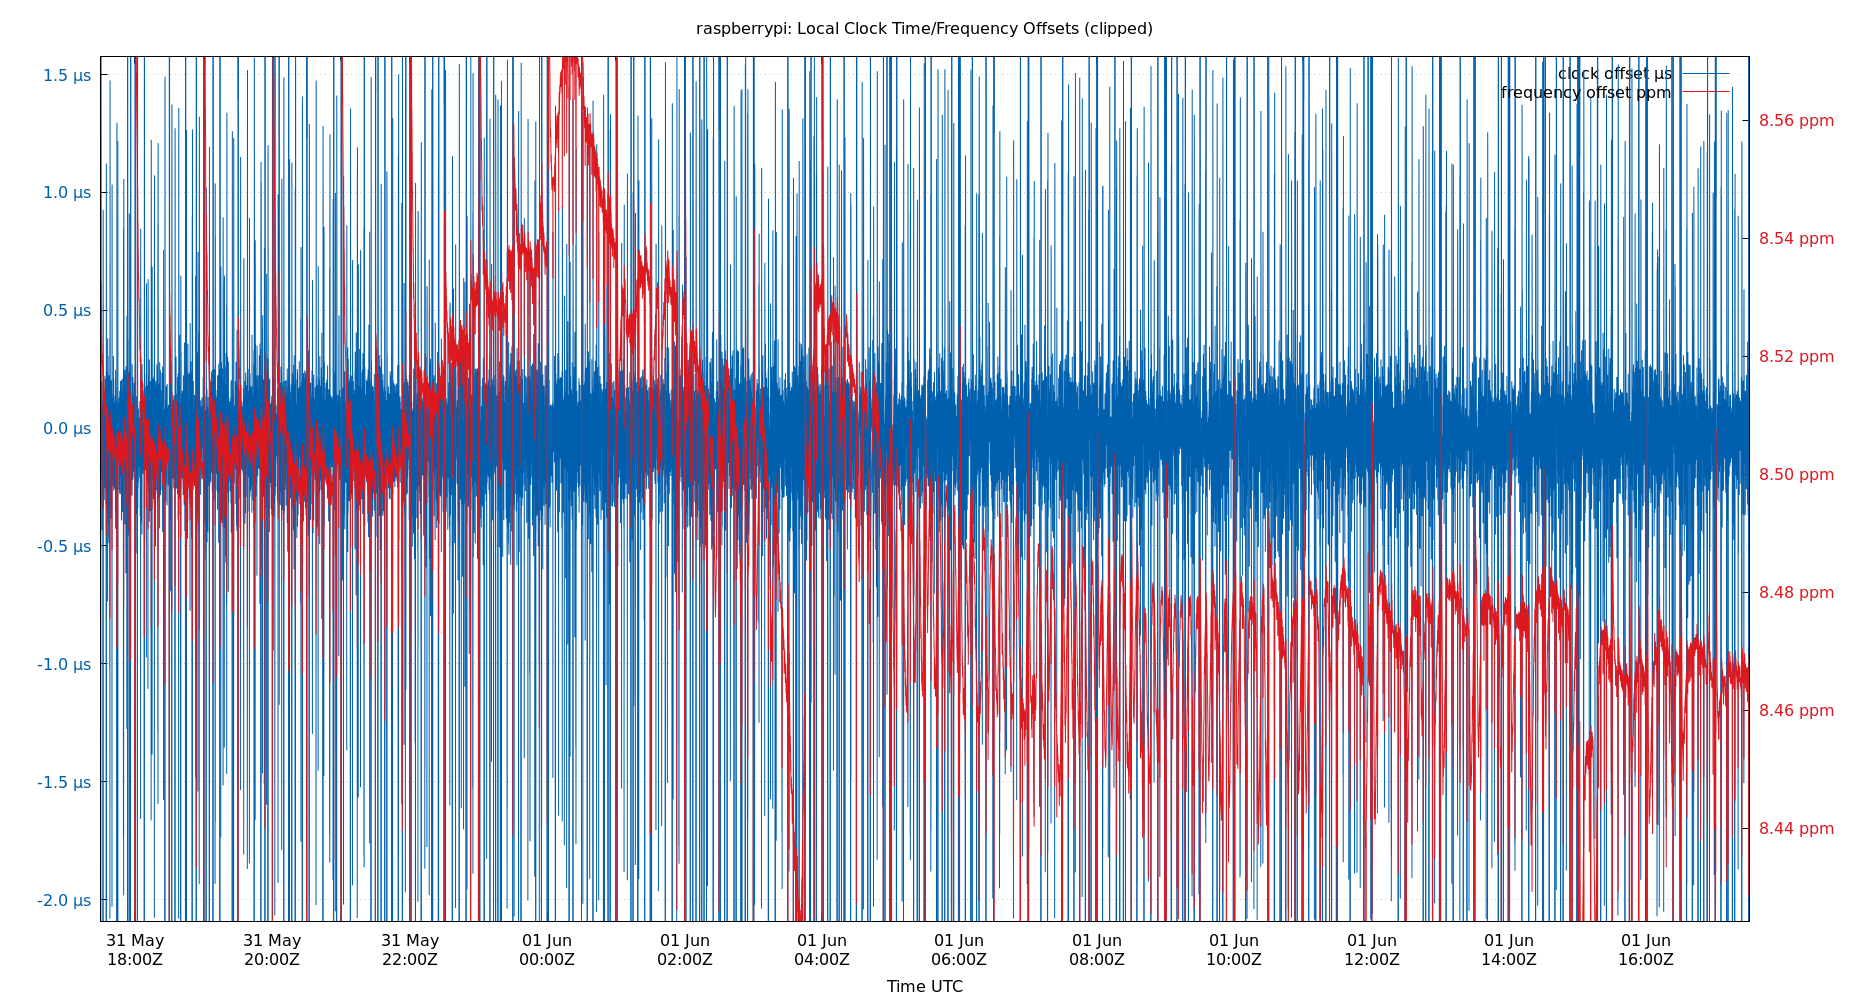 raspberrypi: Local Clock Time/Frequency Offsets (clipped)
clock offset µs
frequency offset ppm
1.5 µs
1.0 µs
0.5 µs
0.0 µs
-0.5 µs
-1.0 µs
-1.5 µs
-2.0 µs
8.56 ppm
8.54 ppm
8.52 ppm
8.50 ppm
8.48 ppm
8.46 ppm
8.44 ppm
31 May
18:00Z
31 May
20:00Z
31 May
22:00Z
01 Jun
00:00Z
01 Jun
02:00Z
01 Jun
04:00Z
01 Jun
06:00Z
01 Jun
08:00Z
01 Jun
10:00Z
01 Jun
12:00Z
01 Jun
14:00Z
01 Jun
16:00Z
Time UTC